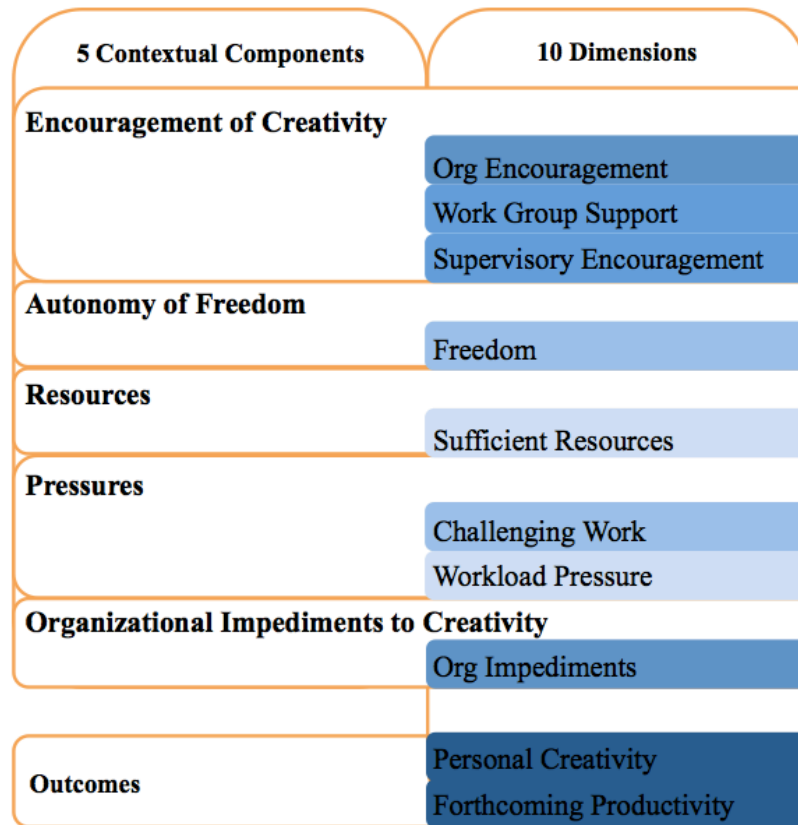 5 Contextual Components
10 Dimensions
Encouragement of Creativity
Org Encouragement
Work Group Support
Supervisory Encouragement
Autonomy of Freedom
Freedom
Resources
Sufficient Resources
Pressures
Challenging Work
Workload Pressure
Organizational Impediments to Creativity
Org Impediments
Outcomes
Personal Creativity
Forthcoming Productivity